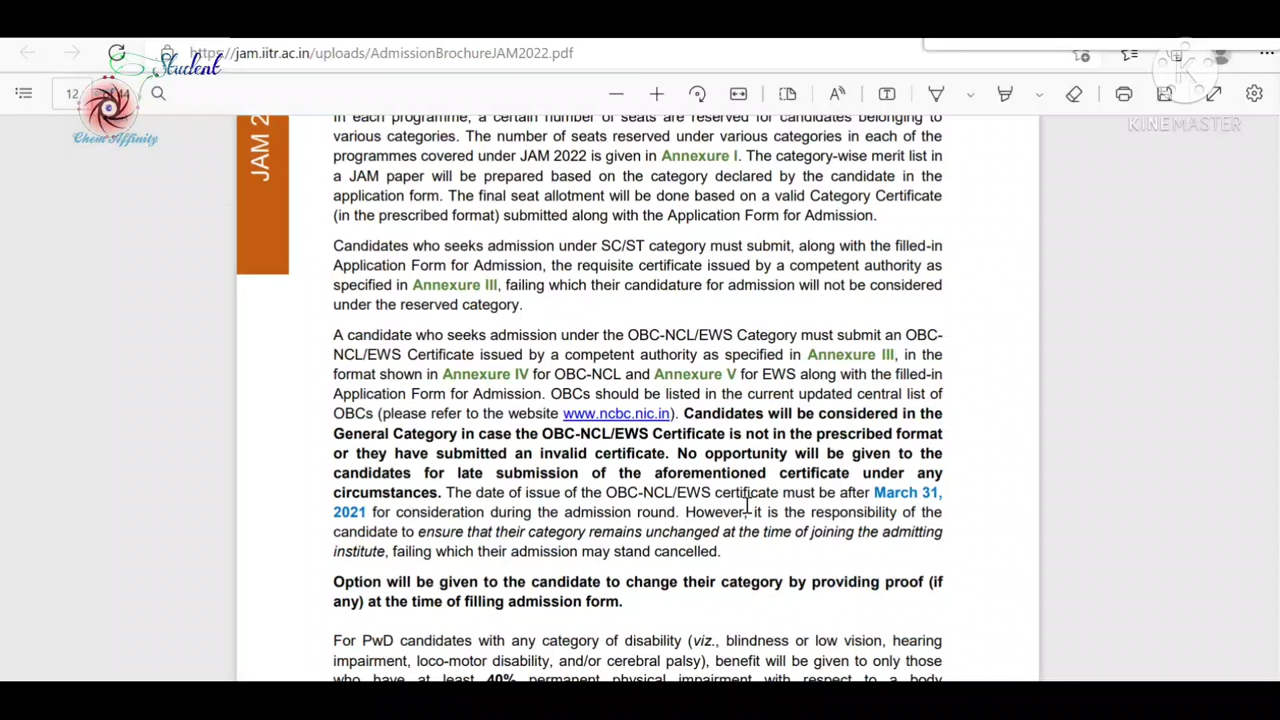 https://jam.iitr.ac.in/uploads/AdmissionBrochureJAM2022.pdf
Student
12 of 44
Chem Affinity
KINEMASTER
JAM 2
In each programme, a certain number of seats are reserved for candidates belonging to
various categories. The number of seats reserved under various categories in each of the
programmes covered under JAM 2022 is given in Annexure I. The category-wise merit list in
a JAM paper will be prepared based on the category declared by the candidate in the
application form. The final seat allotment will be done based on a valid Category Certificate
(in the prescribed format) submitted along with the Application Form for Admission.
Candidates who seeks admission under SC/ST category must submit, along with the filled-in
Application Form for Admission, the requisite certificate issued by a competent authority as
specified in Annexure III, failing which their candidature for admission will not be considered
under the reserved category.
A candidate who seeks admission under the OBC-NCL/EWS Category must submit an OBC-
NCL/EWS Certificate issued by a competent authority as specified in Annexure III, in the
format shown in Annexure IV for OBC-NCL and Annexure V for EWS along with the filled-in
Application Form for Admission. OBCs should be listed in the current updated central list of
OBCs (please refer to the website www.ncbc.nic.in). Candidates will be considered in the
General Category in case the OBC-NCL/EWS Certificate is not in the prescribed format
or they have submitted an invalid certificate. No opportunity will be given to the
candidates for late submission of the aforementioned certificate under any
circumstances. The date of issue of the OBC-NCL/EWS certificate must be after March 31,
2021 for consideration during the admission round. However, it is the responsibility of the
candidate to ensure that their category remains unchanged at the time of joining the admitting
institute, failing which their admission may stand cancelled.
Option will be given to the candidate to change their category by providing proof (if
any) at the time of filling admission form.
For PwD candidates with any category of disability (viz., blindness or low vision, hearing
impairment, loco-motor disability, and/or cerebral palsy), benefit will be given to only those
who have at least 40% permanent physical impairment with respect to a body